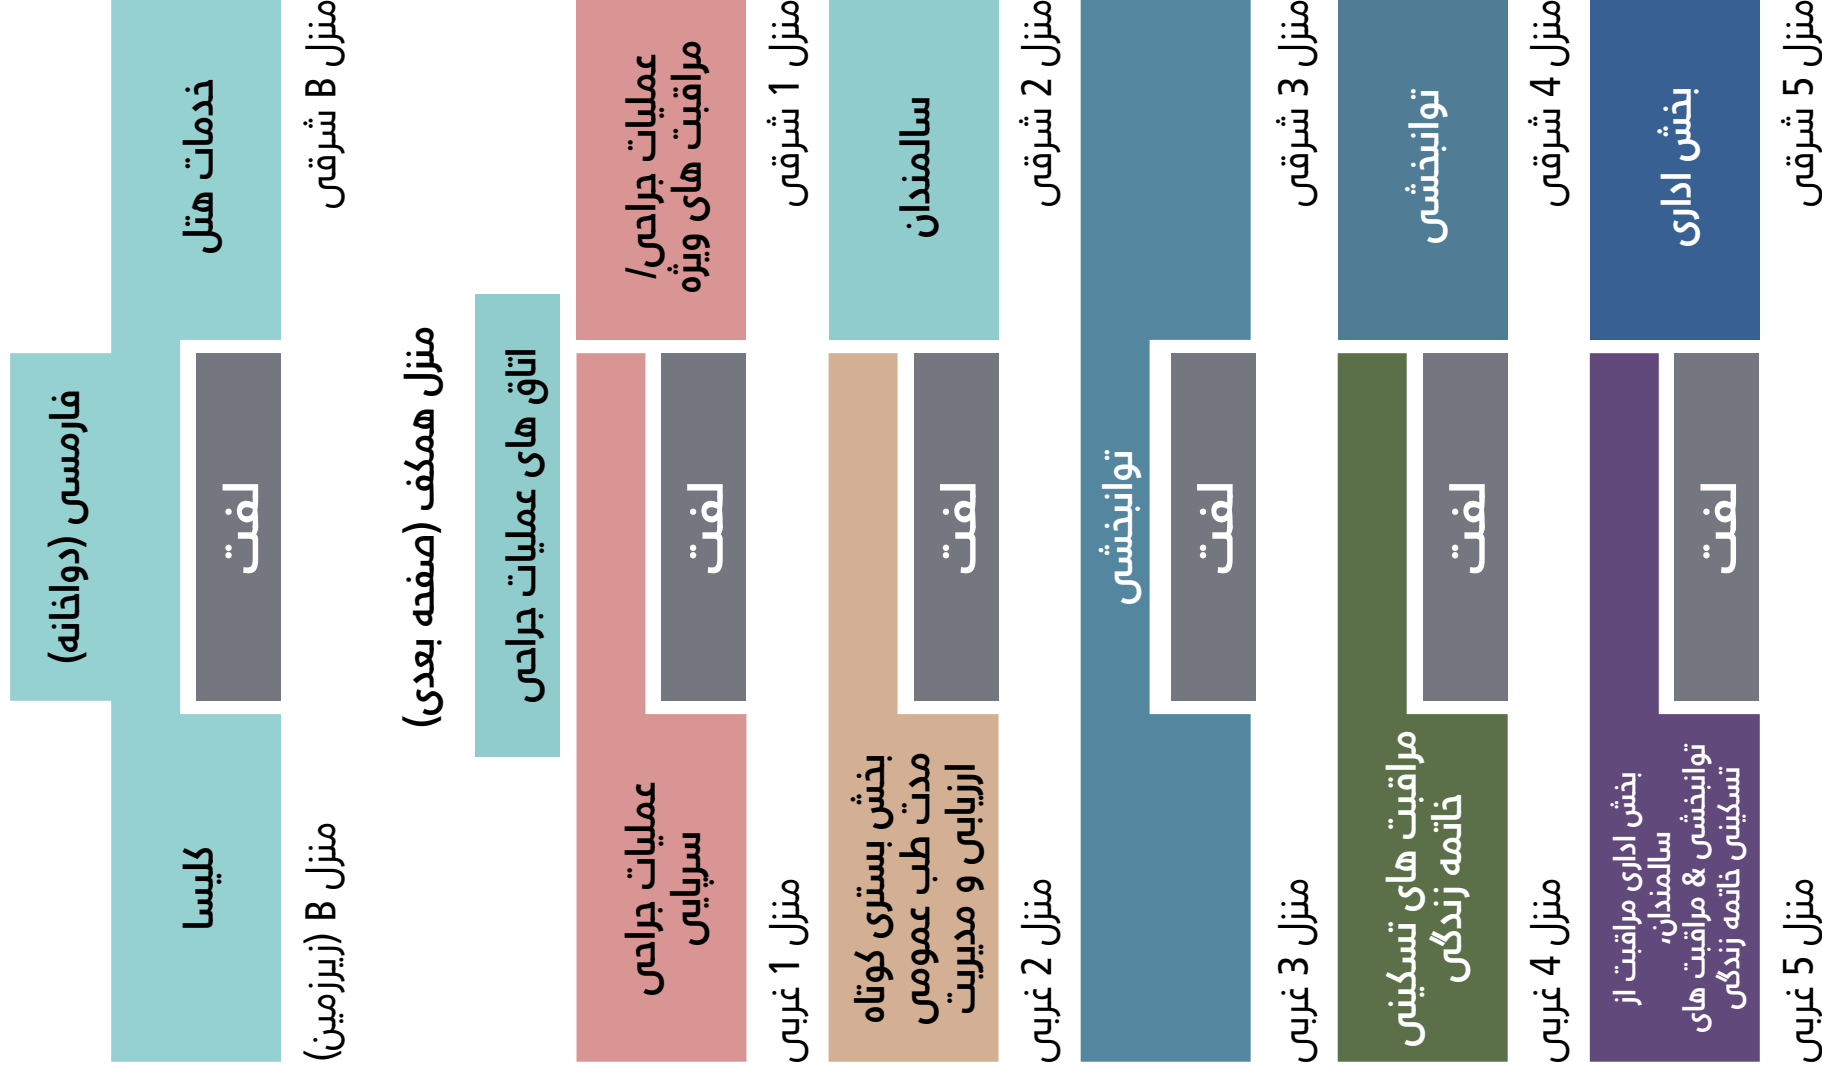 منزل 5 شرقی
بخش اداری
لفت
بخش اداری مراقبت از
سالمندان،
توانبخشی & مراقبت های
تسکینی خاتمه زندگی
منزل 5 غربی
منزل 4 شرقی
توانبخشی
لفت
مراقبت های تسکینی
خاتمه زندگی
منزل 4 غربی
منزل 3 شرقی
توانبخشی
لفت
منزل 3 غربی
منزل 2 شرقی
سالمندان
لفت
بخش بستری کوتاه
مدت طب عمومی
ارزیابی و مدیریت
منزل 2 غربی
منزل 1 شرقی
عملیات جراحی/
مراقبت های ویژه
لفت
عملیات جراحی
سرپایی
منزل 1 غربی
اتاق های عملیات جراحی
منزل همکف (صفحه بعدی)
منزل B شرقی
خدمات هتل
لفت
فارمسی (دواخانه)
کلیسا
منزل B (زیرزمین)